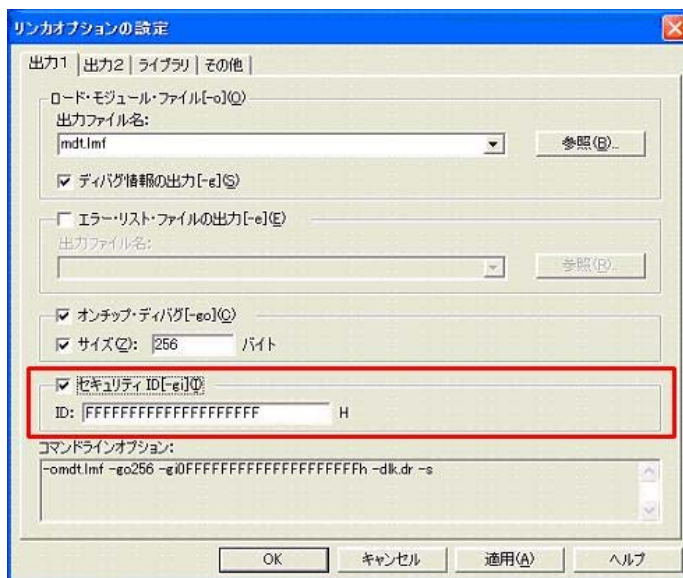 リンカオプションの設定
出力1 出力2 ライブラリ その他
ロード・モジュール・ファイル[-o](O)
出力ファイル名:
mdt.lmf 参照(B)...
ディバグ情報の出力[-g](S)
エラー・リスト・ファイルの出力[-e](E)
出力ファイル名:
参照(R)...
オンチップ・ディバグ[-go](C)
サイズ(Z): 256 バイト
セキュリティ ID[-gi](T)
ID: FFFFFFFFFFFFFFFFFFFF H
コマンドラインオプション:
-omdt.lmf -go256 -gi0FFFFFFFFFFFFFFFFFFFFh -dlk.dr -s
OK キャンセル 適用(A) ヘルプ